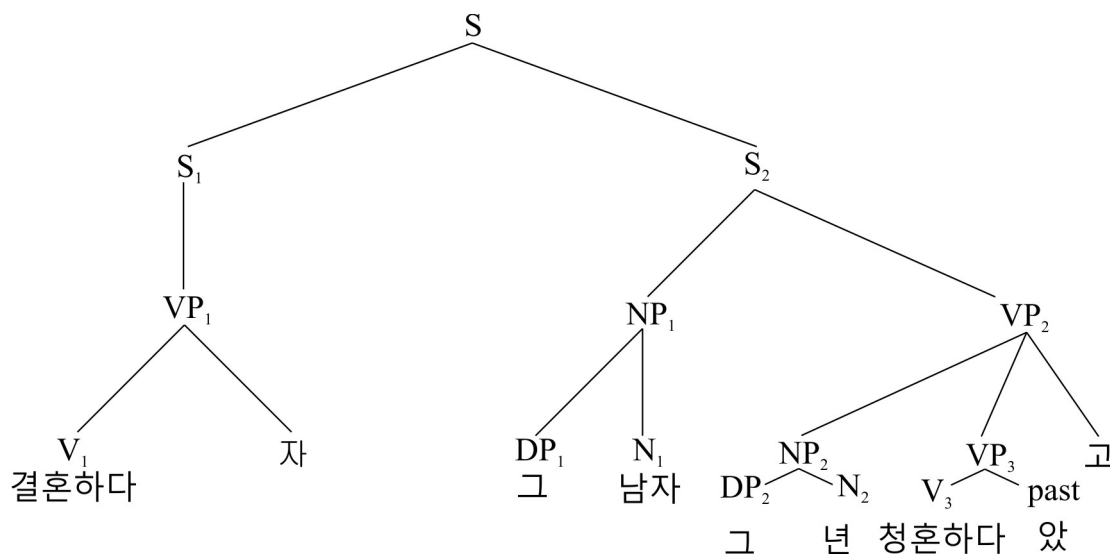 S
S₁ S₂
VP₁ NP₁ VP₂
V₁ 자 DP₁ N₁ NP₂ VP₃ 고
결혼하다 그 남자 DP₂ N₂ V₃ past
그 년 청혼하다 았